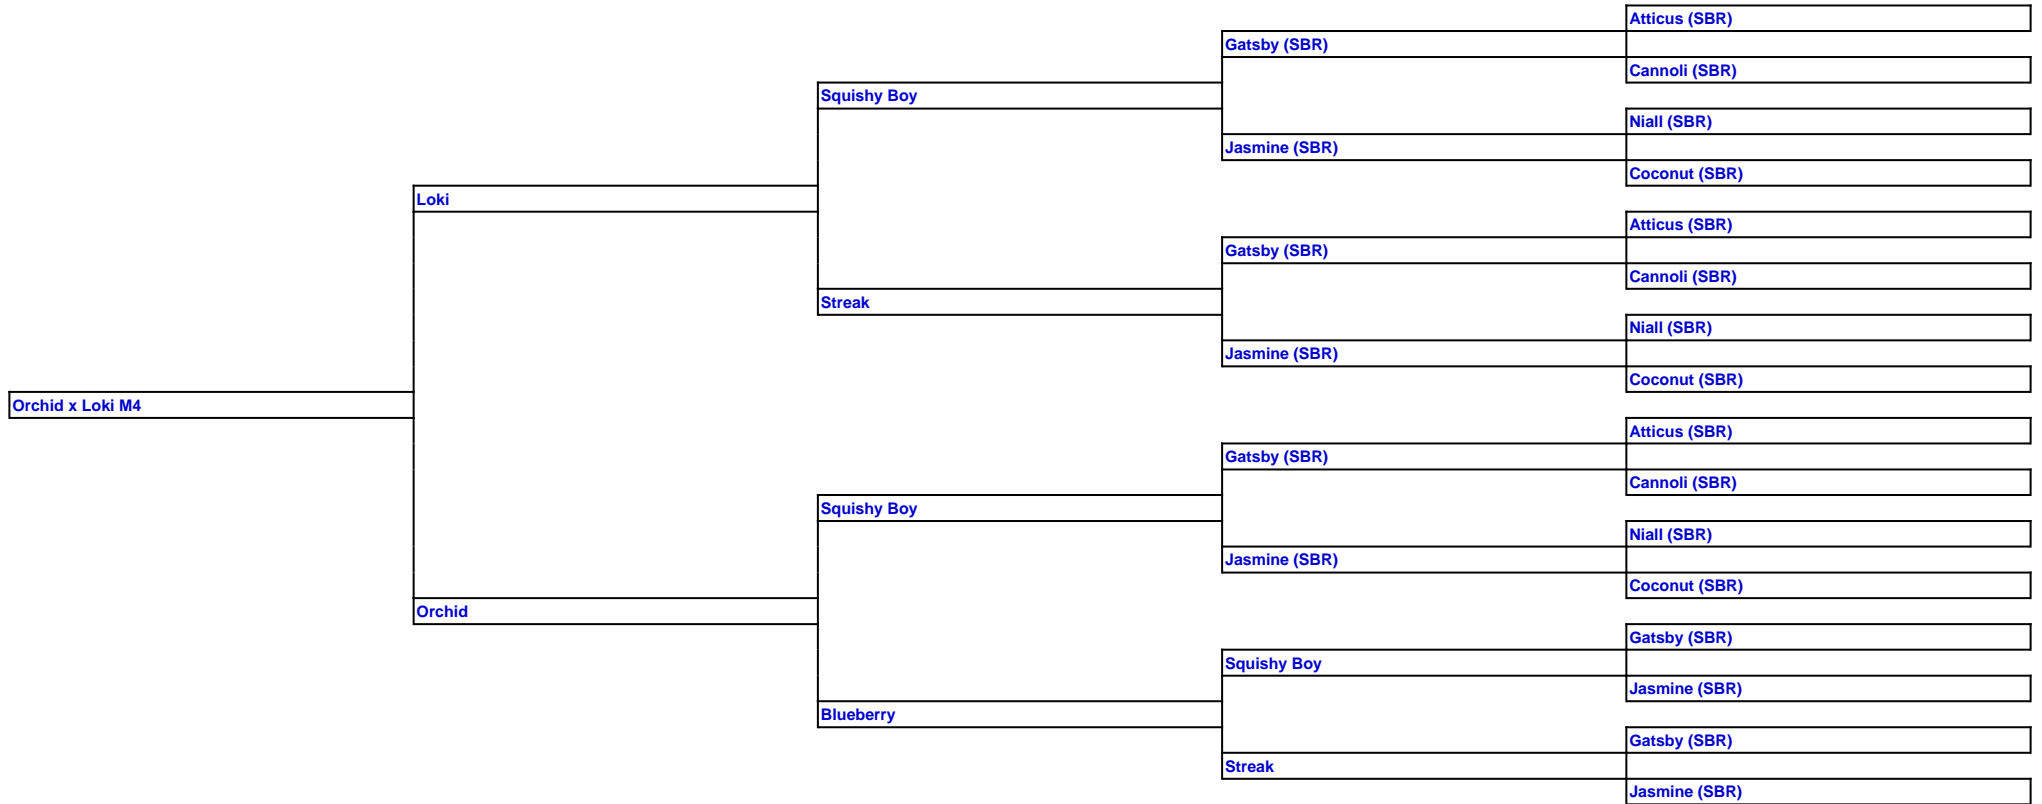 Atticus (SBR)
Gatsby (SBR)
Cannoli (SBR)
Squishy Boy
Niall (SBR)
Jasmine (SBR)
Coconut (SBR)
Loki
Atticus (SBR)
Gatsby (SBR)
Cannoli (SBR)
Streak
Niall (SBR)
Jasmine (SBR)
Coconut (SBR)
Orchid x Loki M4
Atticus (SBR)
Gatsby (SBR)
Cannoli (SBR)
Squishy Boy
Niall (SBR)
Jasmine (SBR)
Coconut (SBR)
Orchid
Gatsby (SBR)
Squishy Boy
Jasmine (SBR)
Blueberry
Gatsby (SBR)
Streak
Jasmine (SBR)